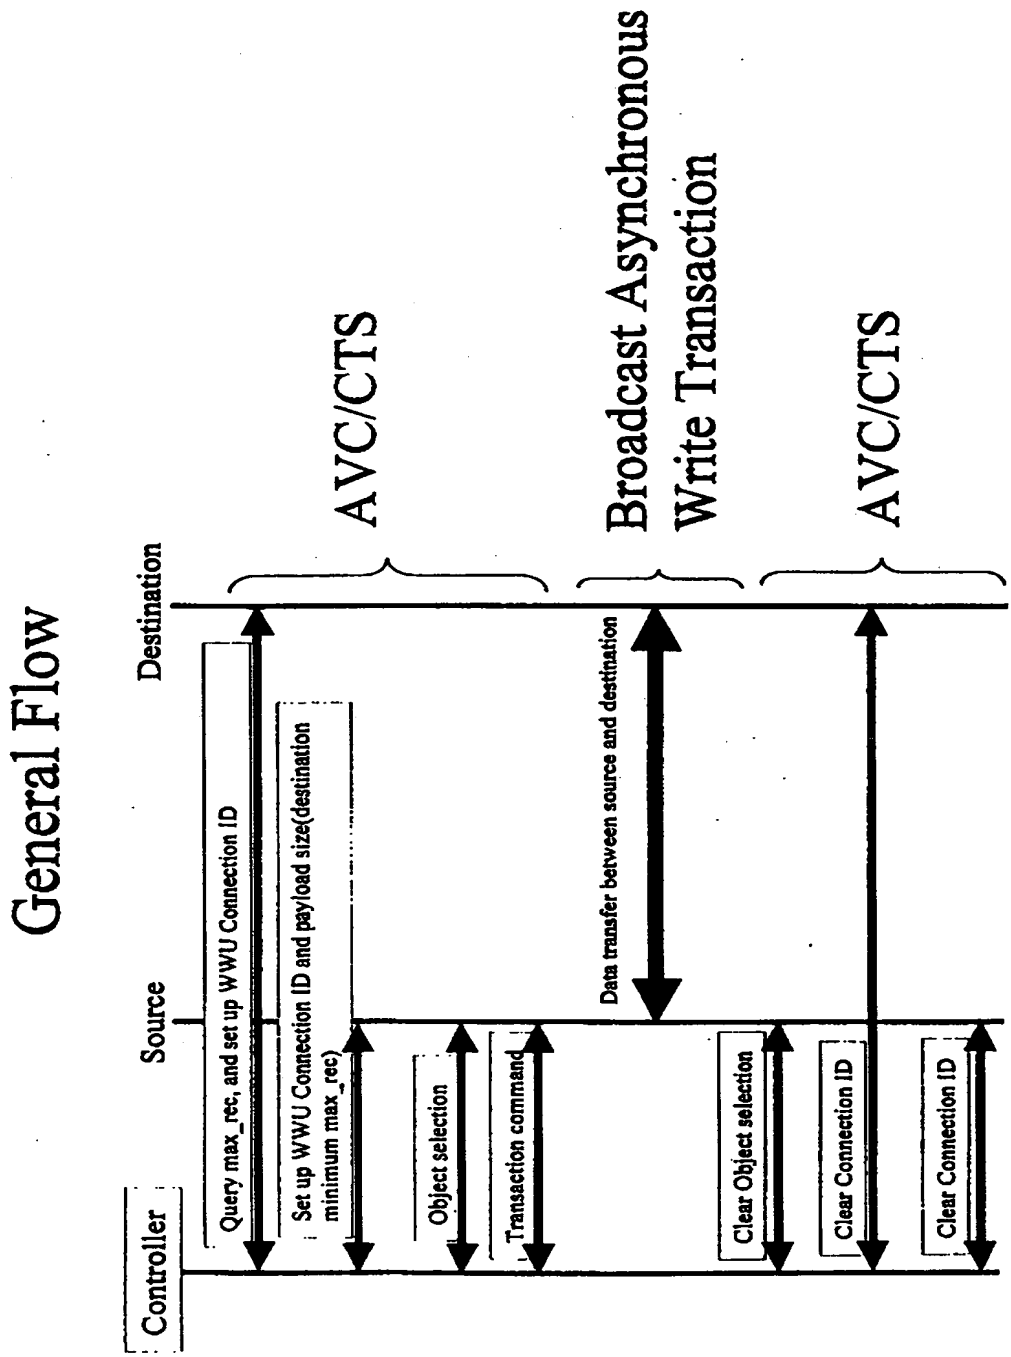 General Flow
Controller
Source
Destination
Query max_rec, and set up WWU Connection ID
Set up WWU Connection ID and payload size(destination
minimum max_rec)
Object selection
Transaction command
AVC/CTS
Data transfer between source and destination
Broadcast Asynchronous
Write Transaction
Clear Object selection
Clear Connection ID
Clear Connection ID
AVC/CTS